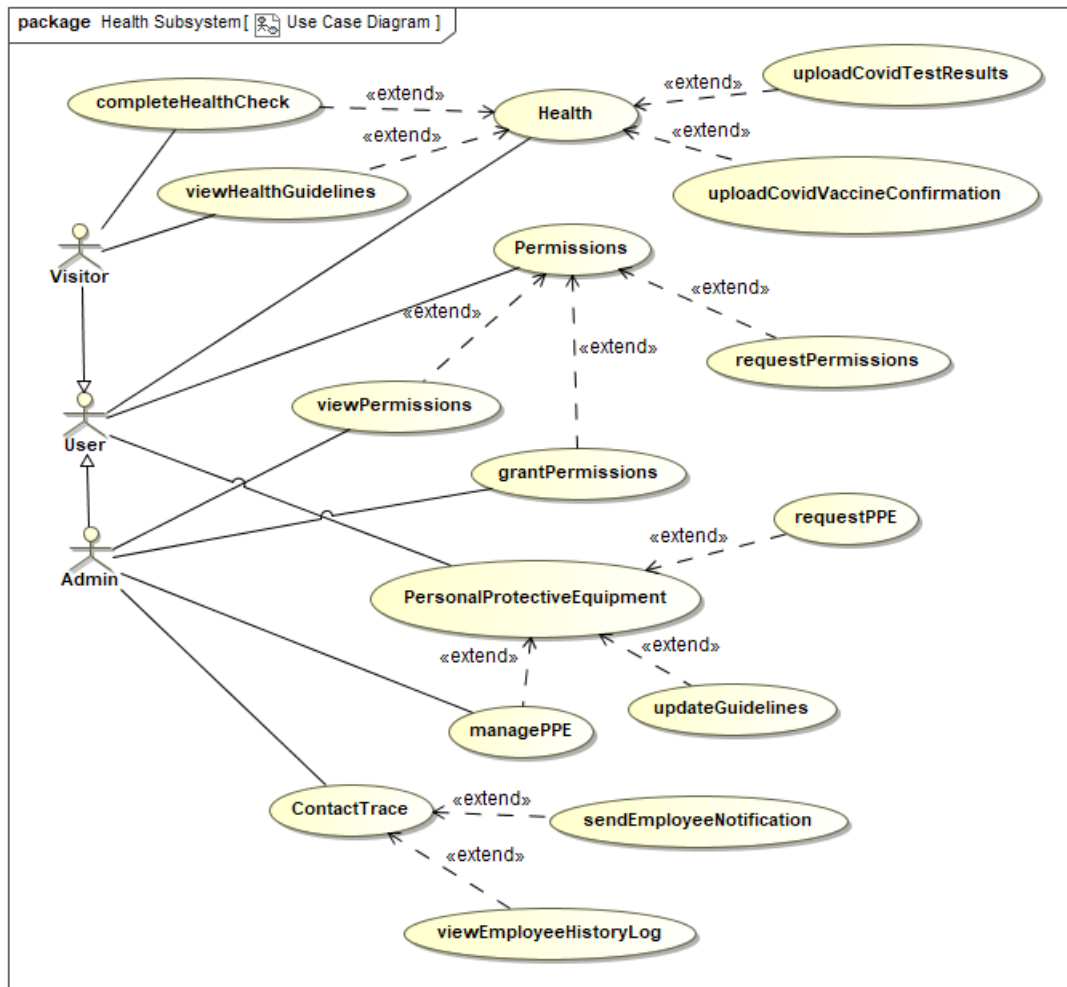 package Health Subsystem[ Use Case Diagram ]
completeHealthCheck
«extend»
Health
«extend»
uploadCovidTestResults
«extend»
viewHealthGuidelines
«extend»
uploadCovidVaccineConfirmation
Visitor
Permissions
«extend»
«extend»
«extend»
requestPermissions
viewPermissions
User
grantPermissions
requestPPE
«extend»
Admin
PersonalProtectiveEquipment
«extend»
«extend»
updateGuidelines
managePPE
ContactTrace
«extend»
sendEmployeeNotification
«extend»
viewEmployeeHistoryLog